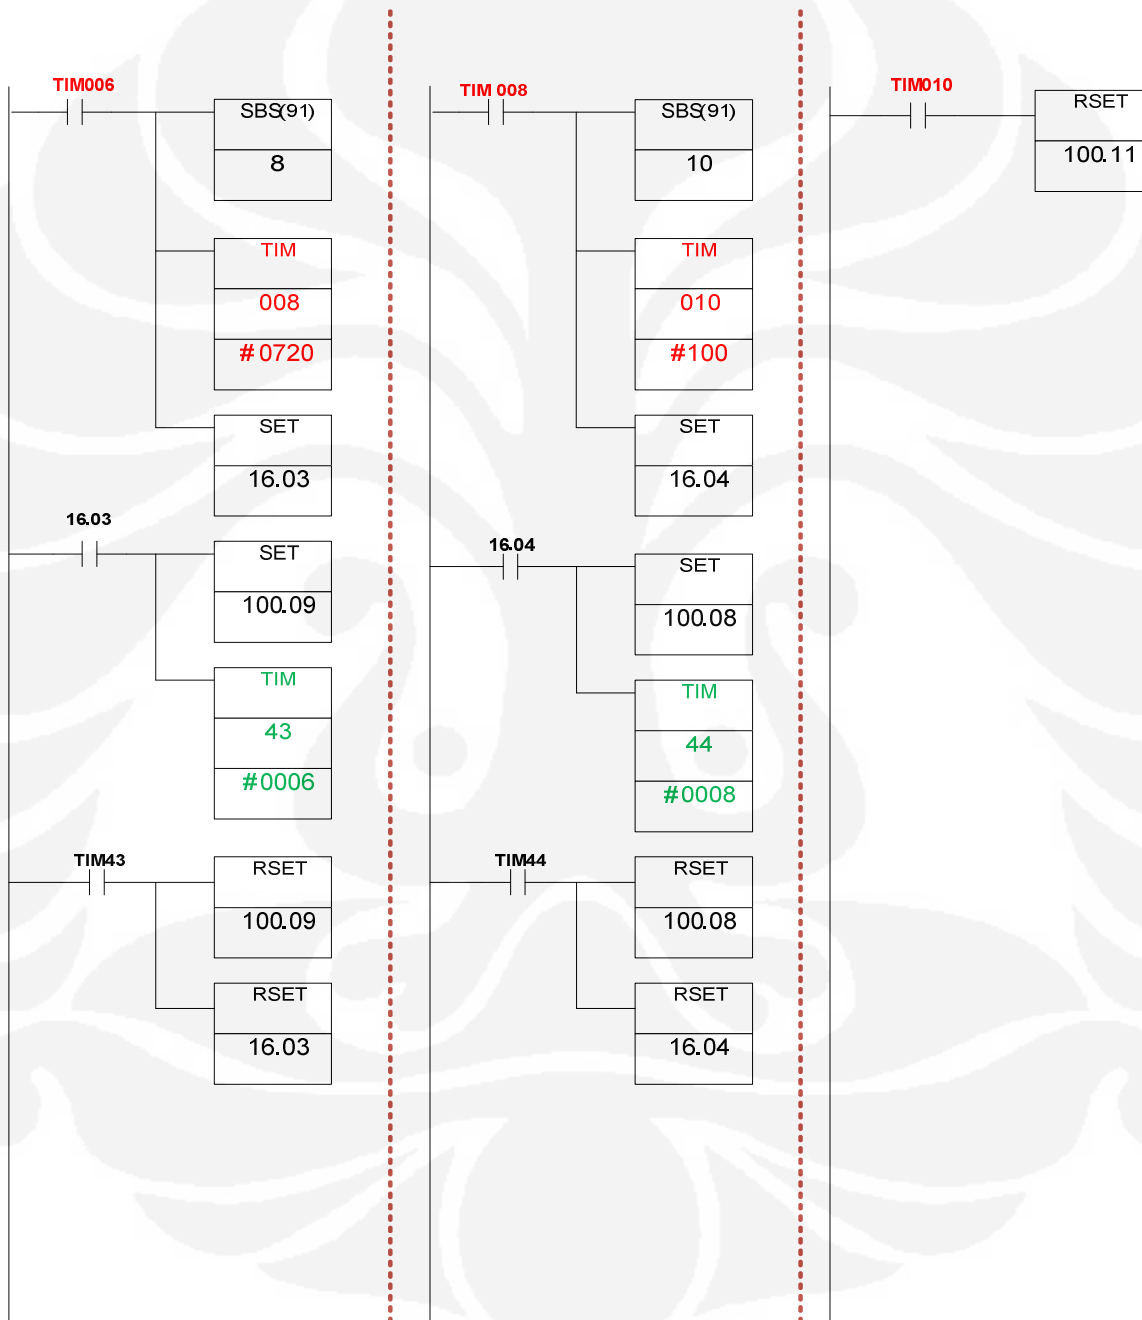 TIM006
SBS(91)
8
TIM
008
#0720
SET
16.03
16.03
SET
100.09
TIM
43
#0006
TIM43
RSET
100.09
RSET
16.03
TIM 008
SBS(91)
10
TIM
010
#100
SET
16.04
16.04
SET
100.08
TIM
44
#0008
TIM44
RSET
100.08
RSET
16.04
TIM010
RSET
100.11